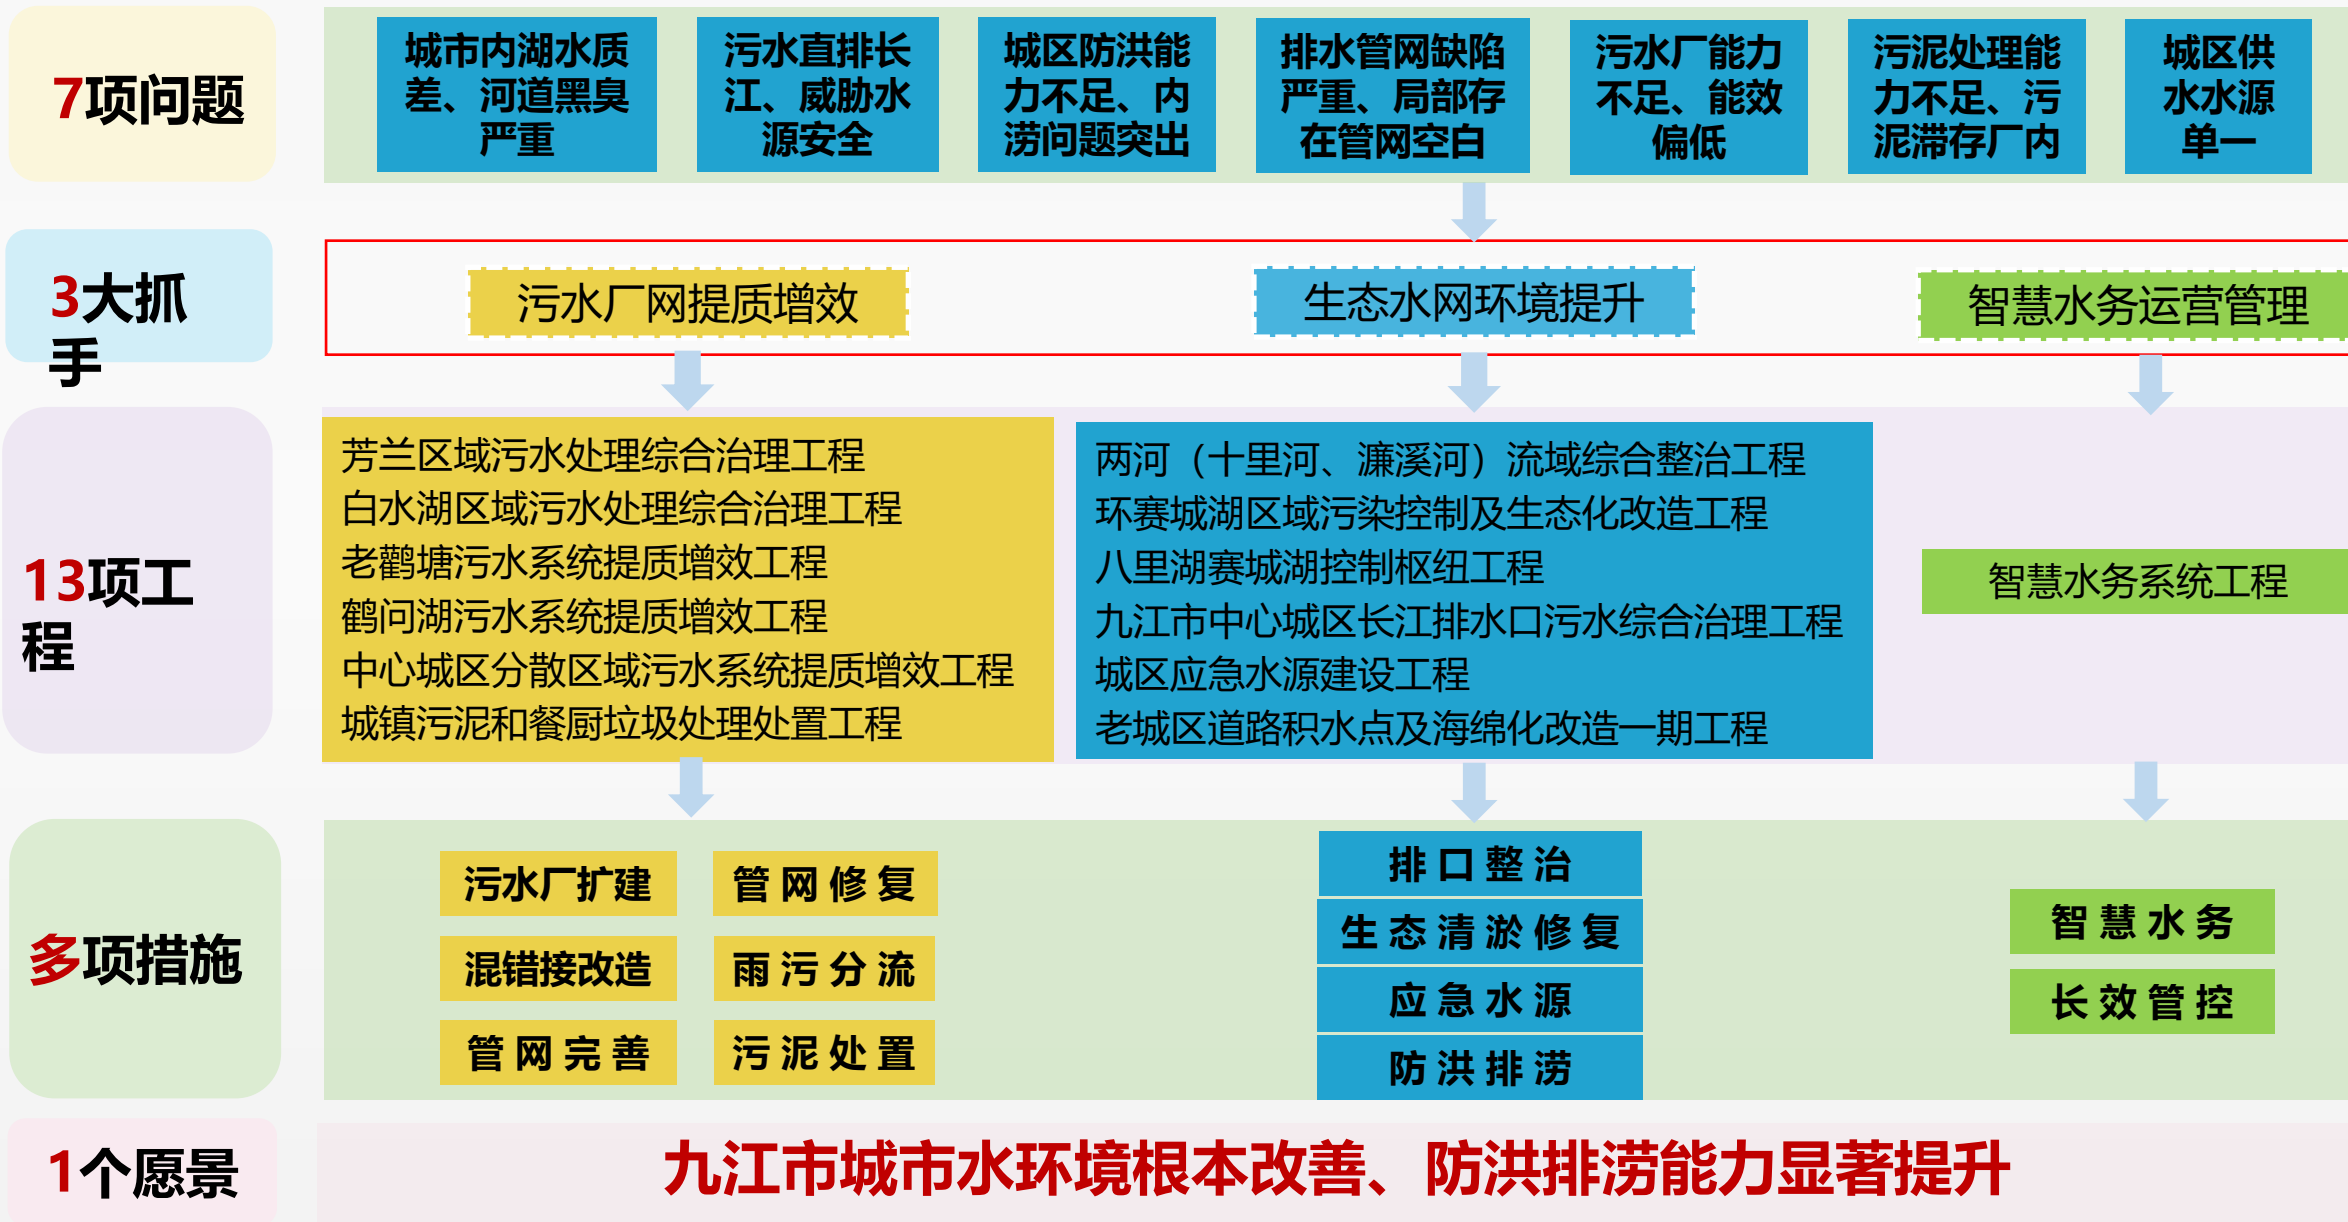 7项问题
城市内湖水质
差、河道黑臭
严重
污水直排长
江、威胁水
源安全
城区防洪能
力不足、内
涝问题突出
排水管网缺陷
严重、局部存
在管网空白
污水厂能力
不足、能效
偏低
污泥处理能
力不足、污
泥滞存厂内
城区供
水水源
单一
3大抓
手
污水厂网提质增效
生态水网环境提升
智慧水务运营管理
13项工
程
芳兰区域污水处理综合治理工程
白水湖区域污水处理综合治理工程
老鹳塘污水系统提质增效工程
鹤问湖污水系统提质增效工程
中心城区分散区域污水系统提质增效工程
城镇污泥和餐厨垃圾处理处置工程
两河（十里河、濂溪河）流域综合整治工程
环赛城湖区域污染控制及生态化改造工程
八里湖赛城湖控制枢纽工程
九江市中心城区长江排水口污水综合治理工程
城区应急水源建设工程
老城区道路积水点及海绵化改造一期工程
智慧水务系统工程
多项措施
污水厂扩建
管网修复
混错接改造
雨污分流
管网完善
污泥处置
排口整治
生态清淤修复
应急水源
防洪排涝
智慧水务
长效管控
1个愿景
九江市城市水环境根本改善、防洪排涝能力显著提升